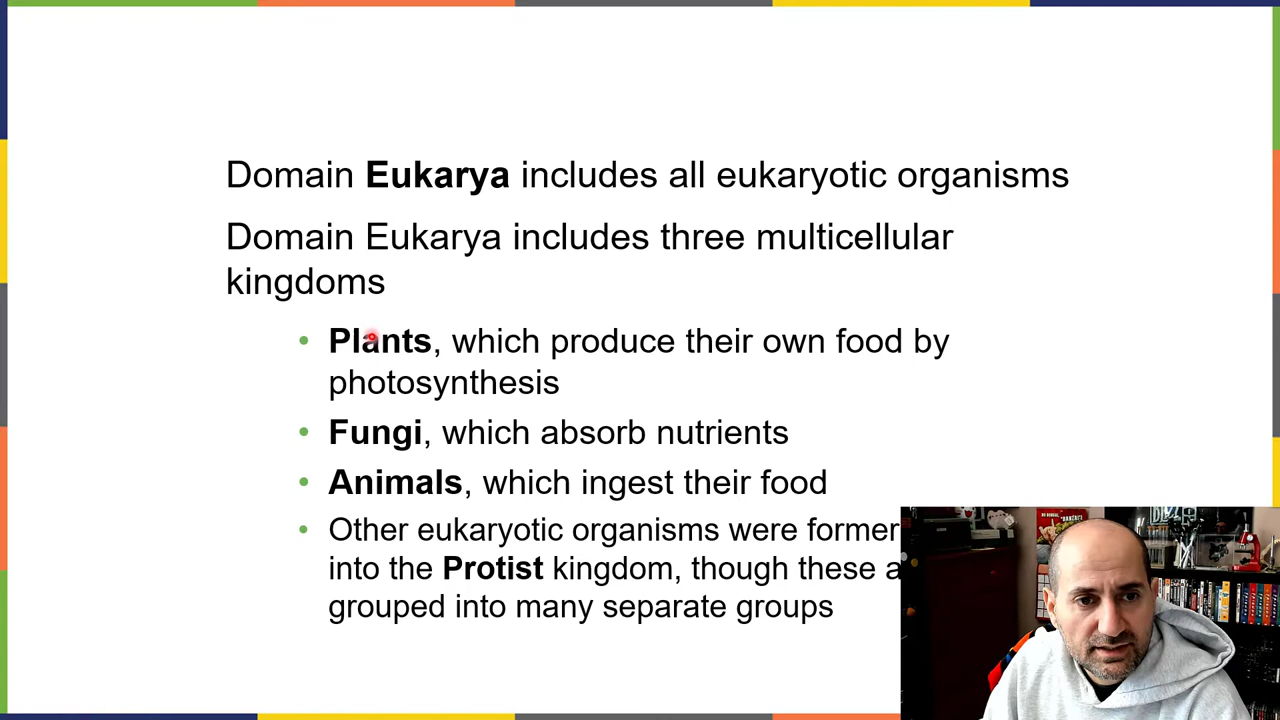 Domain Eukarya includes all eukaryotic organisms
Domain Eukarya includes three multicellular
kingdoms
• Plants, which produce their own food by
photosynthesis
• Fungi, which absorb nutrients
• Animals, which ingest their food
• Other eukaryotic organisms were former
into the Protist kingdom, though these a
grouped into many separate groups